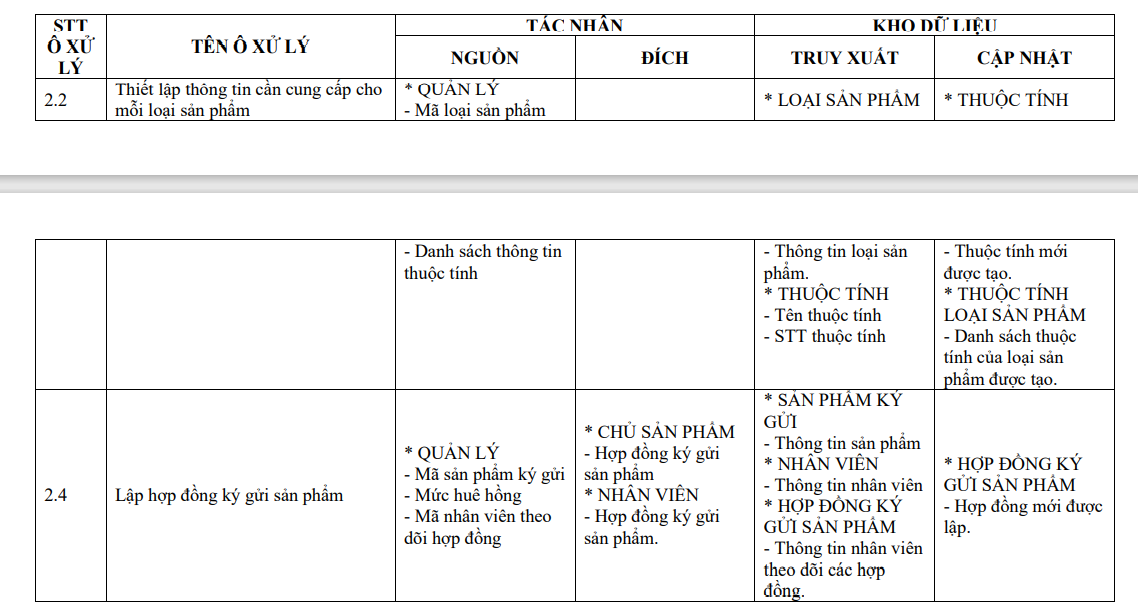 STT
Ô XỬ
LÝ
TÊN Ô XỬ LÝ
TÁC NHÂN
KHO DỮ LIỆU
NGUỒN
ĐÍCH
TRUY XUẤT
CẬP NHẬT
2.2
Thiết lập thông tin cần cung cấp cho
mỗi loại sản phẩm
* QUẢN LÝ
- Mã loại sản phẩm
* LOẠI SẢN PHẨM
* THUỘC TÍNH
- Danh sách thông tin
thuộc tính
- Thông tin loại sản
phẩm.
* THUỘC TÍNH
- Tên thuộc tính
- STT thuộc tính
- Thuộc tính mới
được tạo.
* THUỘC TÍNH
LOẠI SẢN PHẨM
- Danh sách thuộc
tính của loại sản
phẩm được tạo.
2.4
Lập hợp đồng ký gửi sản phẩm
* QUẢN LÝ
- Mã sản phẩm ký gửi
- Mức huê hồng
- Mã nhân viên theo
dõi hợp đồng
* CHỦ SẢN PHẨM
- Hợp đồng ký gửi
sản phẩm
* NHÂN VIÊN
- Hợp đồng ký gửi
sản phẩm.
* SẢN PHẨM KÝ
GỬI
- Thông tin sản phẩm
* NHÂN VIÊN
- Thông tin nhân viên
* HỢP ĐỒNG KÝ
GỬI SẢN PHẨM
- Thông tin nhân viên
theo dõi các hợp
đồng.
* HỢP ĐỒNG KÝ
GỬI SẢN PHẨM
- Hợp đồng mới được
lập.